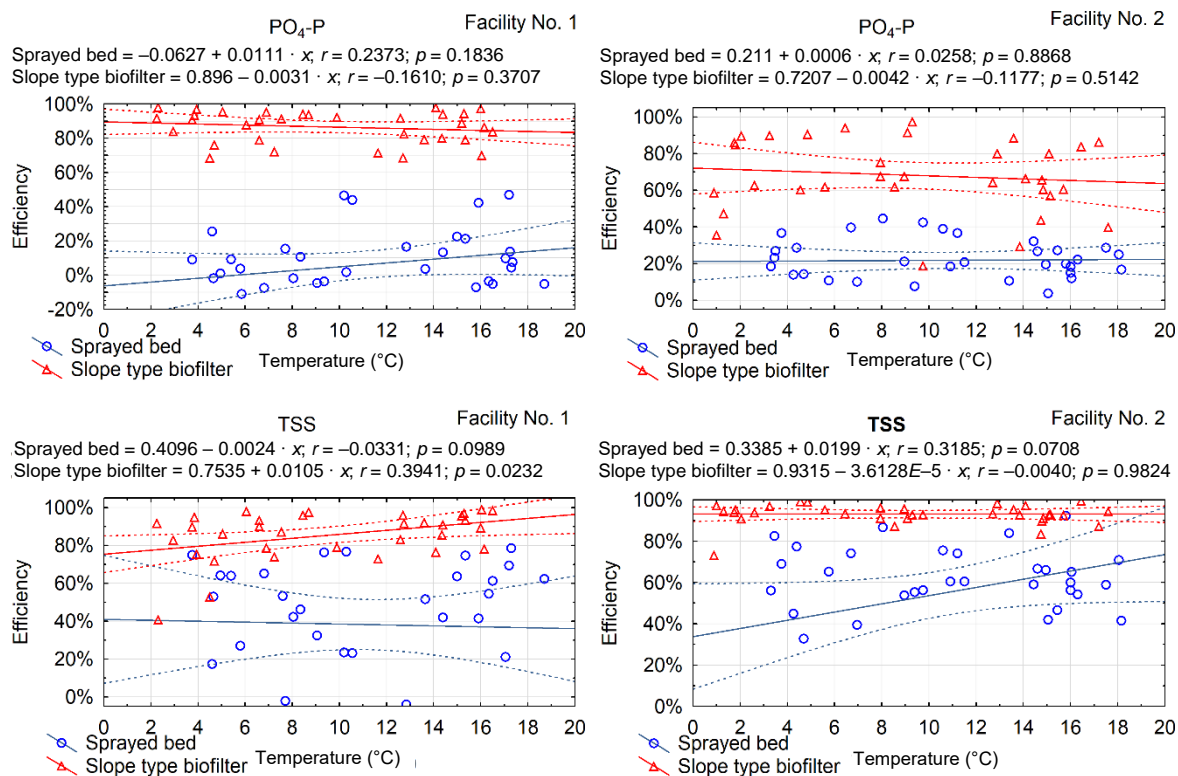 PO₄-P
Facility No. 1
Sprayed bed = –0.0627 + 0.0111 · x; r = 0.2373; p = 0.1836
Slope type biofilter = 0.896 – 0.0031 · x; r = –0.1610; p = 0.3707
100%
80%
60%
40%
20%
0%
-20%
Efficiency
0 2 4 6 8 10 12 14 16 18 20
Sprayed bed
Temperature (°C)
Slope type biofilter
PO₄-P
Facility No. 2
Sprayed bed = 0.211 + 0.0006 · x; r = 0.0258; p = 0.8868
Slope type biofilter = 0.7207 – 0.0042 · x; r = –0.1177; p = 0.5142
100%
80%
60%
40%
20%
0%
Efficiency
0 2 4 6 8 10 12 14 16 18 20
Sprayed bed
Temperature (°C)
Slope type biofilter
TSS
Facility No. 1
Sprayed bed = 0.4096 – 0.0024 · x; r = –0.0331; p = 0.0989
Slope type biofilter = 0.7535 + 0.0105 · x; r = 0.3941; p = 0.0232
100%
80%
60%
40%
20%
0%
Efficiency
0 2 4 6 8 10 12 14 16 18 20
Sprayed bed
Temperature (°C)
Slope type biofilter
TSS
Facility No. 2
Sprayed bed = 0.3385 + 0.0199 · x; r = 0.3185; p = 0.0708
Slope type biofilter = 0.9315 – 3.6128E–5 · x; r = –0.0040; p = 0.9824
100%
80%
60%
40%
20%
0%
Efficiency
0 2 4 6 8 10 12 14 16 18 20
Sprayed bed
Temperature (°C)
Slope type biofilter